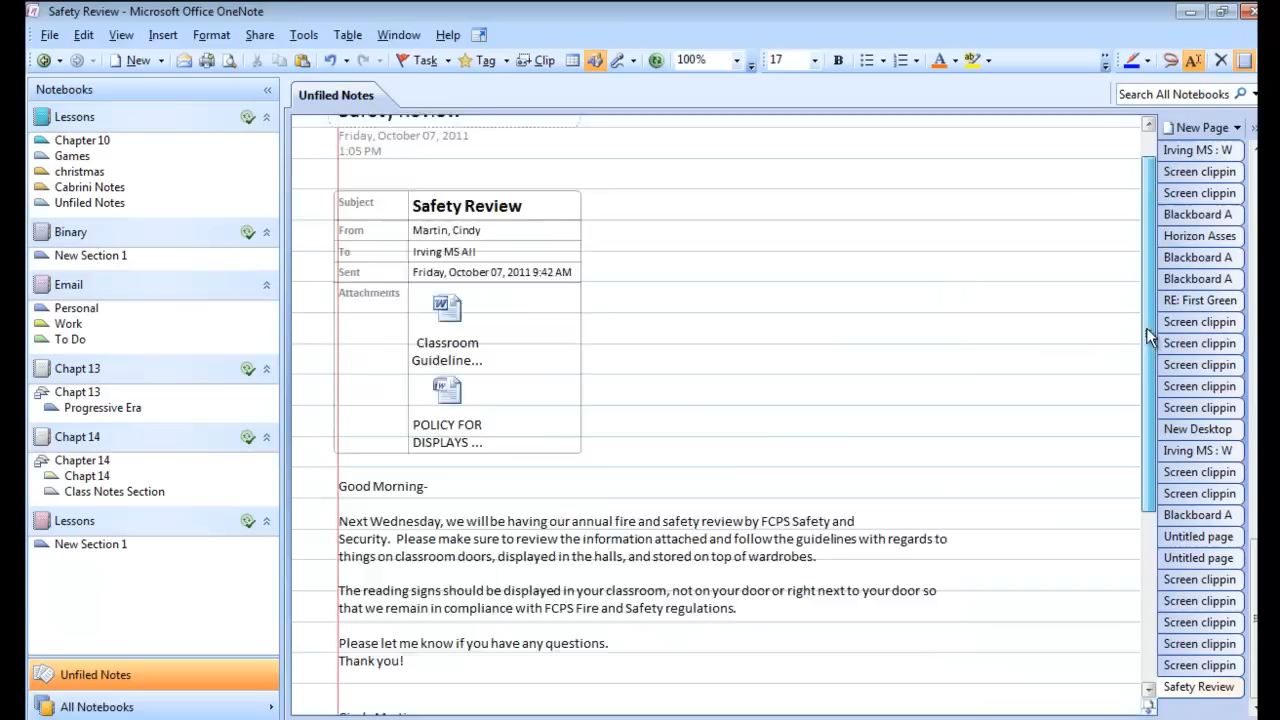 Safety Review - Microsoft Office OneNote
File Edit View Insert Format Share Tools Table Window Help
New Task Tag Clip 100% 17 B A ab
Notebooks
Unfiled Notes
Search All Notebooks
Lessons
Chapter 10
Games
christmas
Cabrini Notes
Unfiled Notes
Binary
New Section 1
Email
Personal
Work
To Do
Chapt 13
Chapt 13
Progressive Era
Chapt 14
Chapter 14
Chapt 14
Class Notes Section
Lessons
New Section 1
Unfiled Notes
All Notebooks
Safety Review
Friday, October 07, 2011
1:05 PM
Subject Safety Review
From Martin, Cindy
To Irving MS All
Sent Friday, October 07, 2011 9:42 AM
Attachments
Classroom
Guideline...
POLICY FOR
DISPLAYS ...
Good Morning-
Next Wednesday, we will be having our annual fire and safety review by FCPS Safety and
Security. Please make sure to review the information attached and follow the guidelines with regards to
things on classroom doors, displayed in the halls, and stored on top of wardrobes.
The reading signs should be displayed in your classroom, not on your door or right next to your door so
that we remain in compliance with FCPS Fire and Safety regulations.
Please let me know if you have any questions.
Thank you!
New Page
Irving MS : W
Screen clippin
Screen clippin
Blackboard A
Horizon Asses
Blackboard A
Blackboard A
RE: First Green
Screen clippin
Screen clippin
Screen clippin
Screen clippin
Screen clippin
New Desktop
Irving MS : W
Screen clippin
Screen clippin
Blackboard A
Untitled page
Untitled page
Screen clippin
Screen clippin
Screen clippin
Screen clippin
Screen clippin
Safety Review